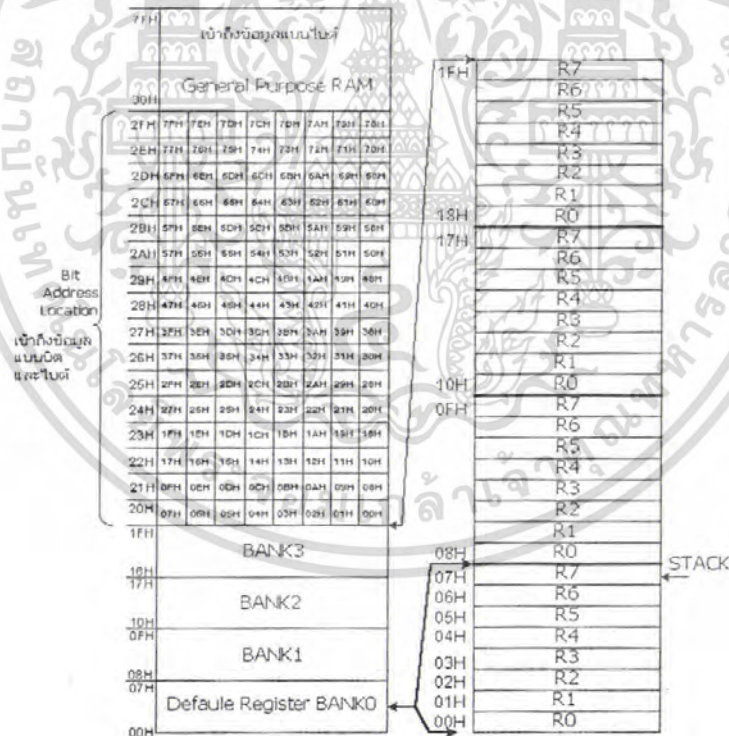 7FH
เข้าถึงข้อมูลแบบไบต์
General Purpose RAM
30H
2FH 7FH 7EH 7DH 7CH 7BH 7AH 79H 78H
2EH 77H 76H 75H 74H 73H 72H 71H 70H
2DH 6FH 6EH 6DH 6CH 6BH 6AH 69H 68H
2CH 67H 66H 65H 64H 63H 62H 61H 60H
2BH 5FH 5EH 5DH 5CH 5BH 5AH 59H 58H
2AH 57H 56H 55H 54H 53H 52H 51H 50H
29H 4FH 4EH 4DH 4CH 4BH 4AH 49H 48H
28H 47H 46H 45H 44H 43H 42H 41H 40H
27H 3FH 3EH 3DH 3CH 3BH 3AH 39H 38H
26H 37H 36H 35H 34H 33H 32H 31H 30H
25H 2FH 2EH 2DH 2CH 2BH 2AH 29H 28H
24H 27H 26H 25H 24H 23H 22H 21H 20H
23H 1FH 1EH 1DH 1CH 1BH 1AH 19H 18H
22H 17H 16H 15H 14H 13H 12H 11H 10H
21H 0FH 0EH 0DH 0CH 0BH 0AH 09H 08H
20H 07H 06H 05H 04H 03H 02H 01H 00H
Bit
Address
Location
เข้าถึงข้อมูล
แบบบิต
และไบต์
1FH
BANK3
18H
17H
BANK2
10H
0FH
BANK1
08H
07H
Defaule Register BANK0
00H
1FH R7
R6
R5
R4
R3
R2
R1
18H R0
17H R7
R6
R5
R4
R3
R2
R1
10H R0
0FH R7
R6
R5
R4
R3
R2
R1
08H R0
07H R7
STACK
06H R6
05H R5
04H R4
03H R3
02H R2
01H R1
00H R0